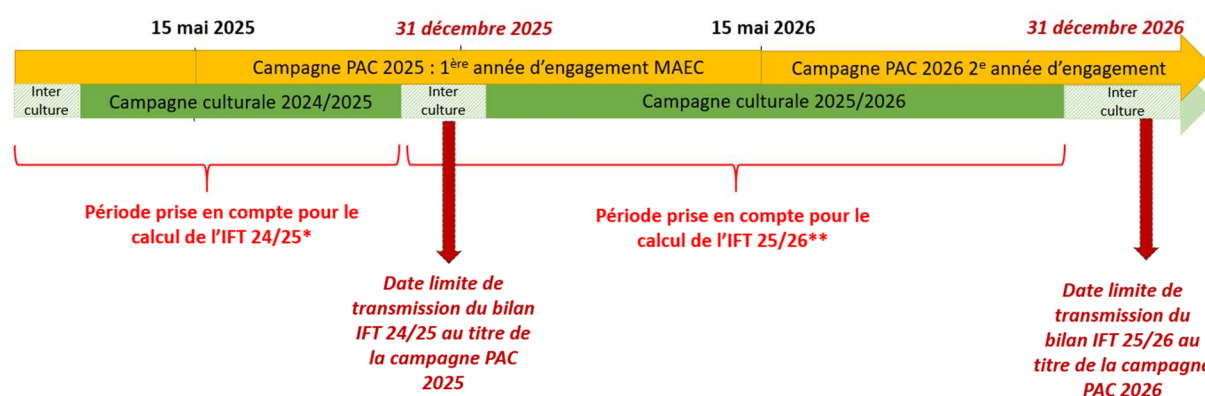 15 mai 2025
31 décembre 2025
15 mai 2026
31 décembre 2026
Campagne PAC 2025 : 1ère année d'engagement MAEC
Campagne PAC 2026 2e année d'engagement
Inter
culture
Campagne culturale 2024/2025
Inter
culture
Campagne culturale 2025/2026
Inter
culture
Période prise en compte pour le
calcul de l'IFT 24/25*
Période prise en compte pour le
calcul de l'IFT 25/26**
Date limite de
transmission du bilan
IFT 24/25 au titre de
la campagne PAC
2025
Date limite de
transmission du
bilan IFT 25/26 au
titre de la campagne
PAC 2026